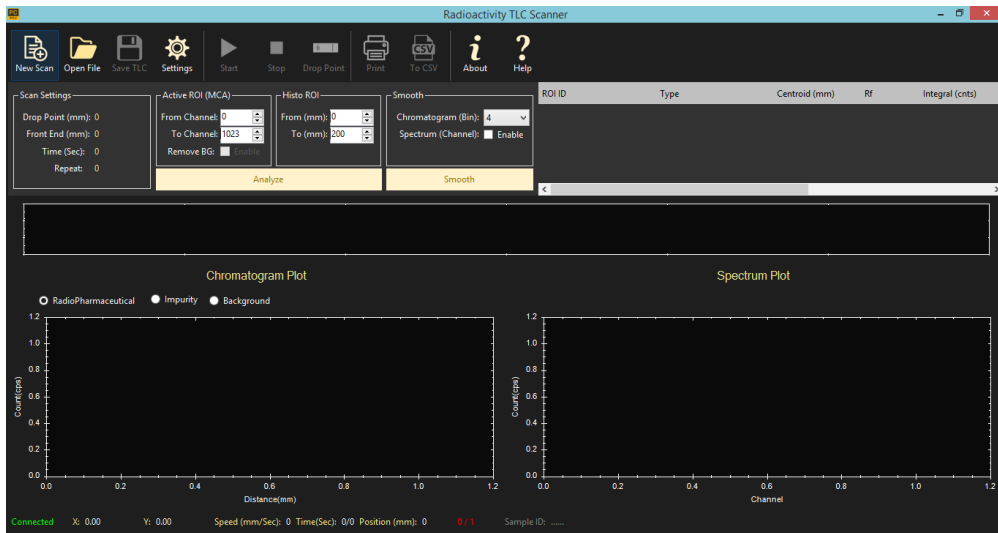 Radioactivity TLC Scanner
New Scan Open File Save TLC Settings Start Stop Drop Point Print To CSV About Help
CSV
Scan Settings
Drop Point (mm): 0
Front End (mm): 0
Time (Sec): 0
Repeat: 0
Active ROI (MCA)
From Channel: 0
To Channel: 1023
Remove BG: Enable
Histo ROI
From (mm): 0
To (mm): 200
Analyze
Smooth
Chromatogram (Bin): 4
Spectrum (Channel): Enable
Smooth
ROI ID Type Centroid (mm) Rf Integral (cnts)
Chromatogram Plot
RadioPharmaceutical Impurity Background
Count(cps)
1.2
1.0
0.8
0.6
0.4
0.2
0.0
0.0 0.2 0.4 0.6 0.8 1.0 1.2
Distance(mm)
Spectrum Plot
Count(cps)
1.2
1.0
0.8
0.6
0.4
0.2
0.0
0.0 0.2 0.4 0.6 0.8 1.0 1.2
Channel
Connected X: 0.00 Y: 0.00 Speed (mm/Sec): 0 Time(Sec): 0/0 Position (mm): 0 0 / 1 Sample ID: ......